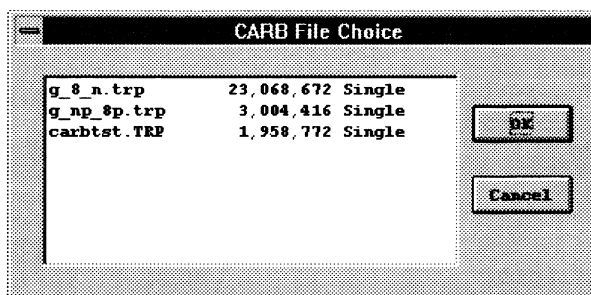 CARB File Choice
g_8_n.trp 23,068,672 Single
g_np_8p.trp 3,004,416 Single
carbtst.TRP 1,958,772 Single
OK
Cancel